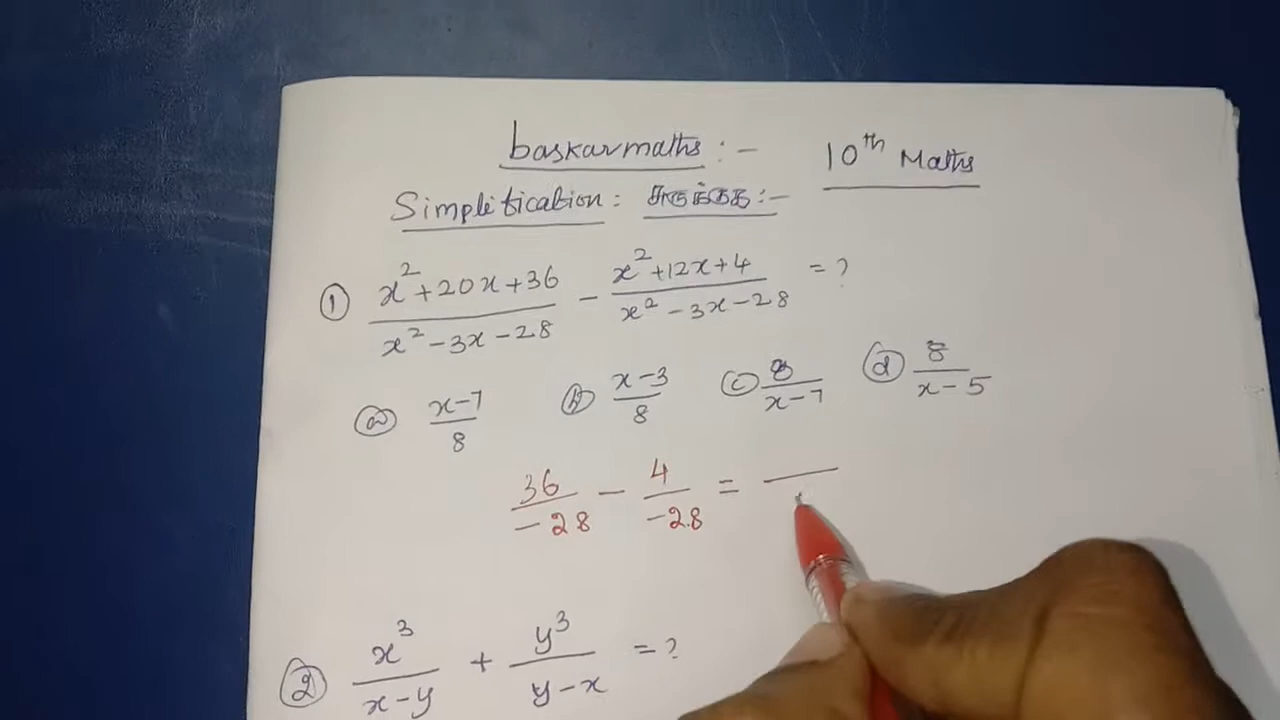 baskarmaths :- 10th Maths
Simplification : சுருக்குக :-
① (x²+20x+36)/(x²-3x-28) - (x²+12x+4)/(x²-3x-28) = ?
ⓐ (x-7)/8 ⓑ (x-3)/8 ⓒ 8/(x-7) ⓓ 8/(x-5)
36/-28 - 4/-28 =
② x³/(x-y) + y³/(y-x) = ?